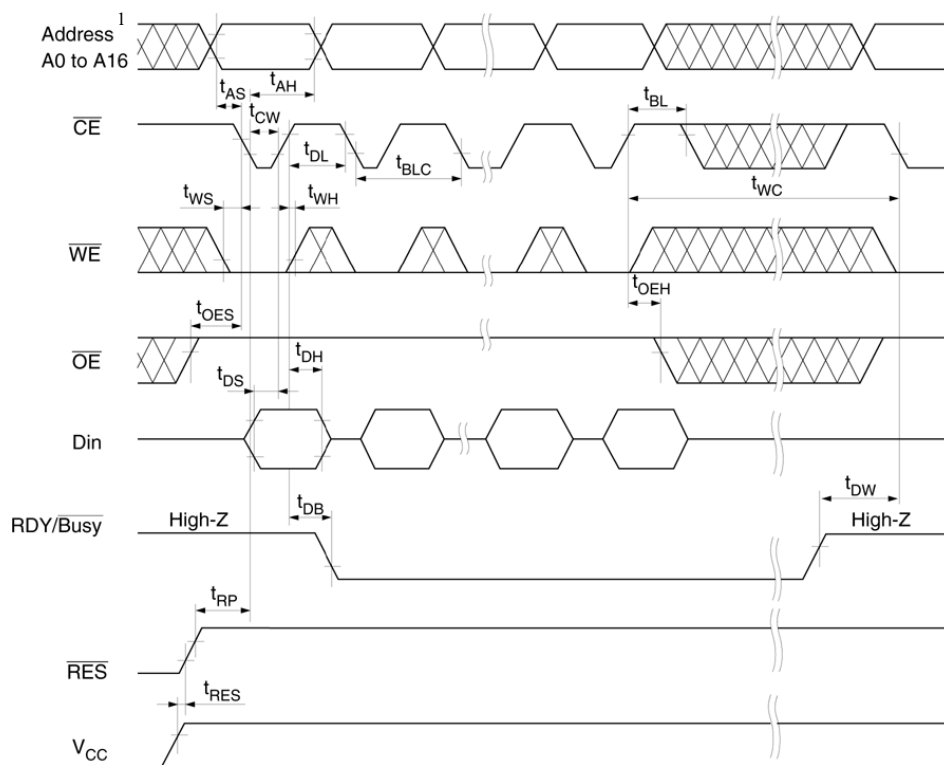 Address 1
A0 to A16
tAS
tAH
tCW
tBL
CE
tDL
tBLC
tWC
tWS
tWH
WE
tOEH
tOES
OE
tDH
tDS
Din
tDB
tDW
RDY/Busy
High-Z
High-Z
tRP
RES
tRES
VCC